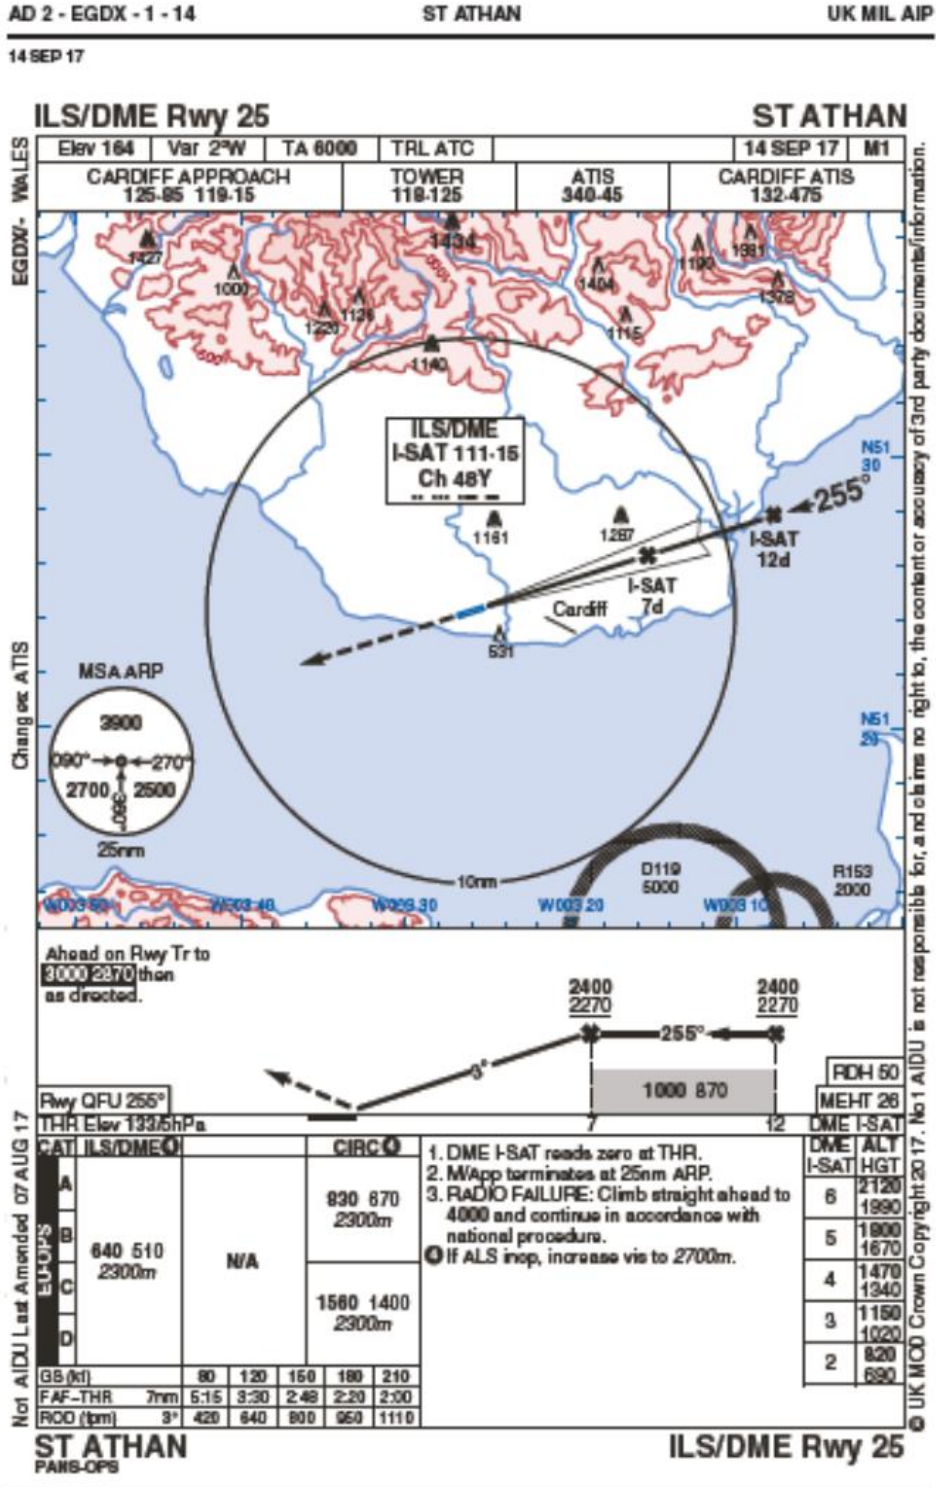 AD 2 - EGDX - 1 - 14 ST ATHAN UK MIL AIP
14 SEP 17
ILS/DME Rwy 25 ST ATHAN
Elev 164 Var 2°W TA 6000 TRL ATC 14 SEP 17 M1
CARDIFF APPROACH TOWER ATIS CARDIFF ATIS
125·85 119·15 118·125 340·45 132·475
EGDX- WALES
Changes: ATIS
1434
1427
1000
1220
1126
1140
1404
1115
1190
1381
1378
500
ILS/DME
I-SAT 111·15
Ch 48Y
N51
30
255°
I-SAT
12d
1161
1287
I-SAT
7d
Cardiff
531
MSA ARP
3900
090° 270°
2700 2500
360°
25nm
N51
20
10nm
D119
5000
R153
2000
W003 50 W003 40 W003 30 W003 20 W003 10
Ahead on Rwy Tr to
3000 2870 then
as directed.
2400 2400
2270 2270
255°
3°
1000 870
RDH 50
Rwy QFU 255° MEHT 26
THR Elev 133/5hPa 7 12 DME I-SAT
CAT ILS/DME CIRC
EU-OPS
A
B
C
D
640 510
2300m
N/A
930 670
2300m
1560 1400
2300m
1. DME I-SAT reads zero at THR.
2. M/App terminates at 25nm ARP.
3. RADIO FAILURE: Climb straight ahead to
4000 and continue in accordance with
national procedure.
If ALS inop, increase vis to 2700m.
DME ALT
I-SAT HGT
6 2120
1990
5 1800
1670
4 1470
1340
3 1150
1020
2 820
690
GS (kt) 80 120 150 180 210
FAF-THR 7nm 5:15 3:30 2:48 2:20 2:00
ROD (fpm) 3° 420 640 800 950 1110
ST ATHAN ILS/DME Rwy 25
PANS-OPS
No1 AIDU Last Amended 07 AUG 17
© UK MOD Crown Copyright 2017. No1 AIDU is not responsible for, and claims no right to, the content or accuracy of 3rd party documents/information.